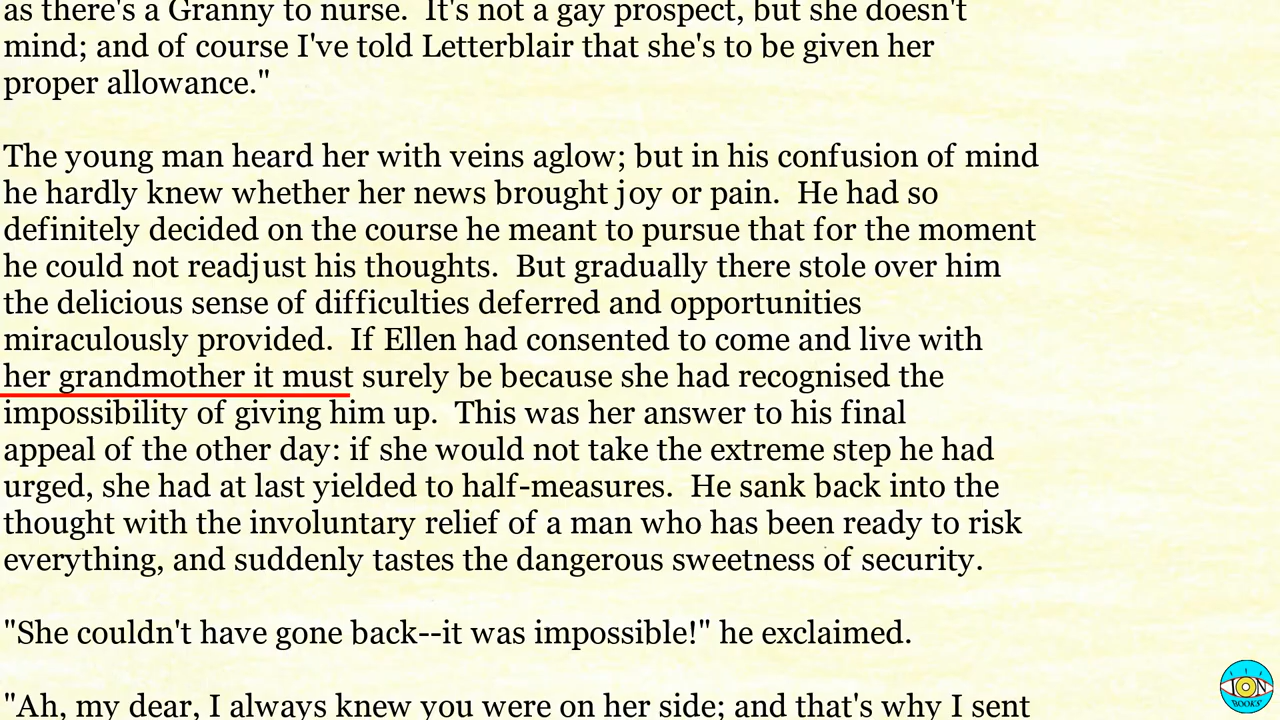 as there's a Granny to nurse.  It's not a gay prospect, but she doesn't
mind; and of course I've told Letterblair that she's to be given her
proper allowance."
The young man heard her with veins aglow; but in his confusion of mind
he hardly knew whether her news brought joy or pain.  He had so
definitely decided on the course he meant to pursue that for the moment
he could not readjust his thoughts.  But gradually there stole over him
the delicious sense of difficulties deferred and opportunities
miraculously provided.  If Ellen had consented to come and live with
her grandmother it must surely be because she had recognised the
impossibility of giving him up.  This was her answer to his final
appeal of the other day: if she would not take the extreme step he had
urged, she had at last yielded to half-measures.  He sank back into the
thought with the involuntary relief of a man who has been ready to risk
everything, and suddenly tastes the dangerous sweetness of security.
"She couldn't have gone back--it was impossible!" he exclaimed.
"Ah, my dear, I always knew you were on her side; and that's why I sent
ION
BOOKS